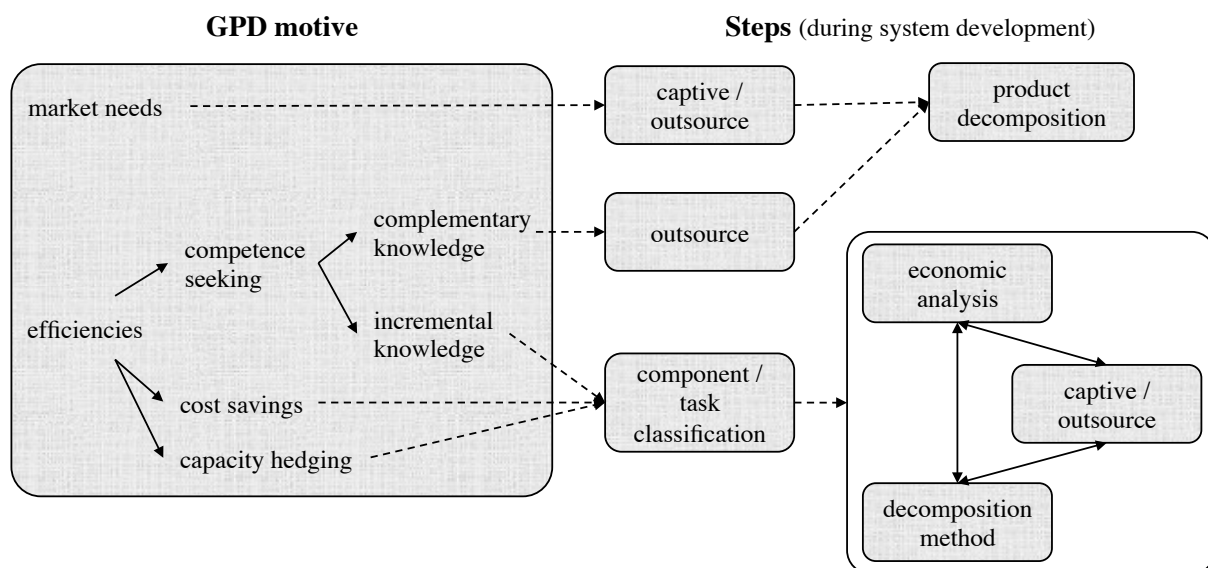 GPD motive
Steps (during system development)
market needs
captive /
outsource
product
decomposition
competence
seeking
complementary
knowledge
outsource
efficiencies
incremental
knowledge
cost savings
capacity hedging
component /
task
classification
economic
analysis
captive /
outsource
decomposition
method